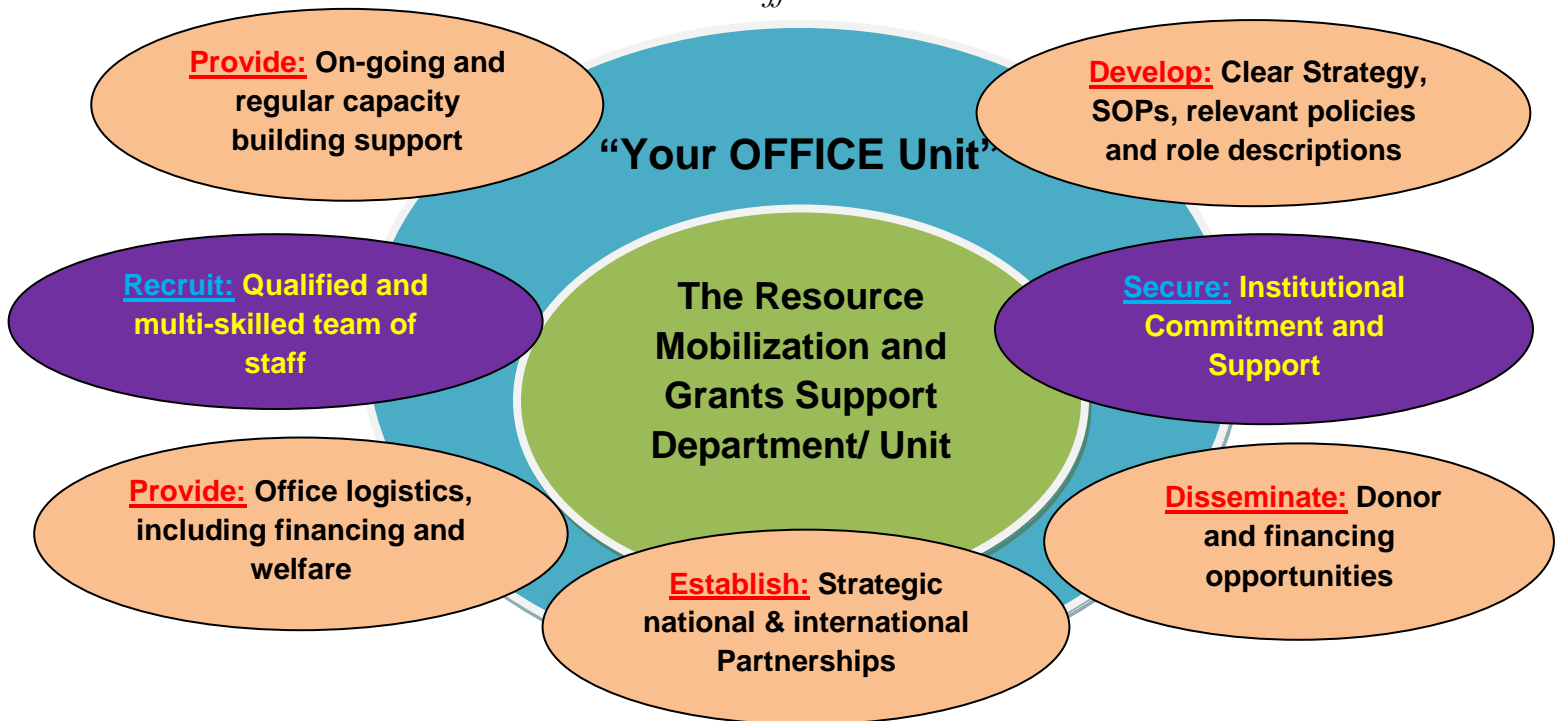 ff
Provide: On-going and
regular capacity
building support
Develop: Clear Strategy,
SOPs, relevant policies
and role descriptions
“Your OFFICE Unit”
Recruit: Qualified and
multi-skilled team of
staff
The Resource
Mobilization and
Grants Support
Department/ Unit
Secure: Institutional
Commitment and
Support
Provide: Office logistics,
including financing and
welfare
Establish: Strategic
national & international
Partnerships
Disseminate: Donor
and financing
opportunities